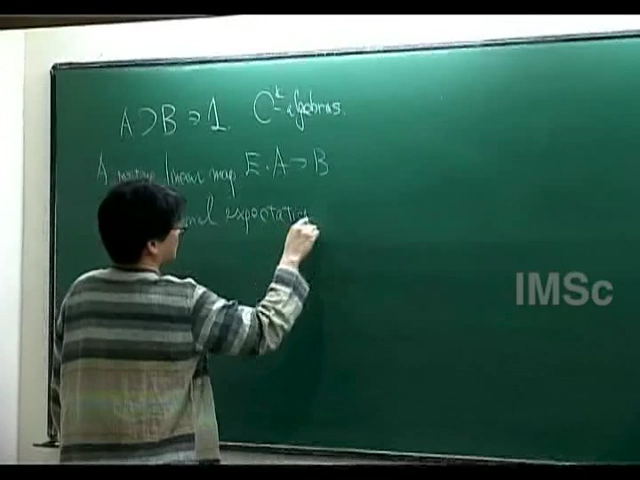 A ⊃ B ∋ 1. C*-algebras.
A positive linear map E: A → B
expectation
IMSc